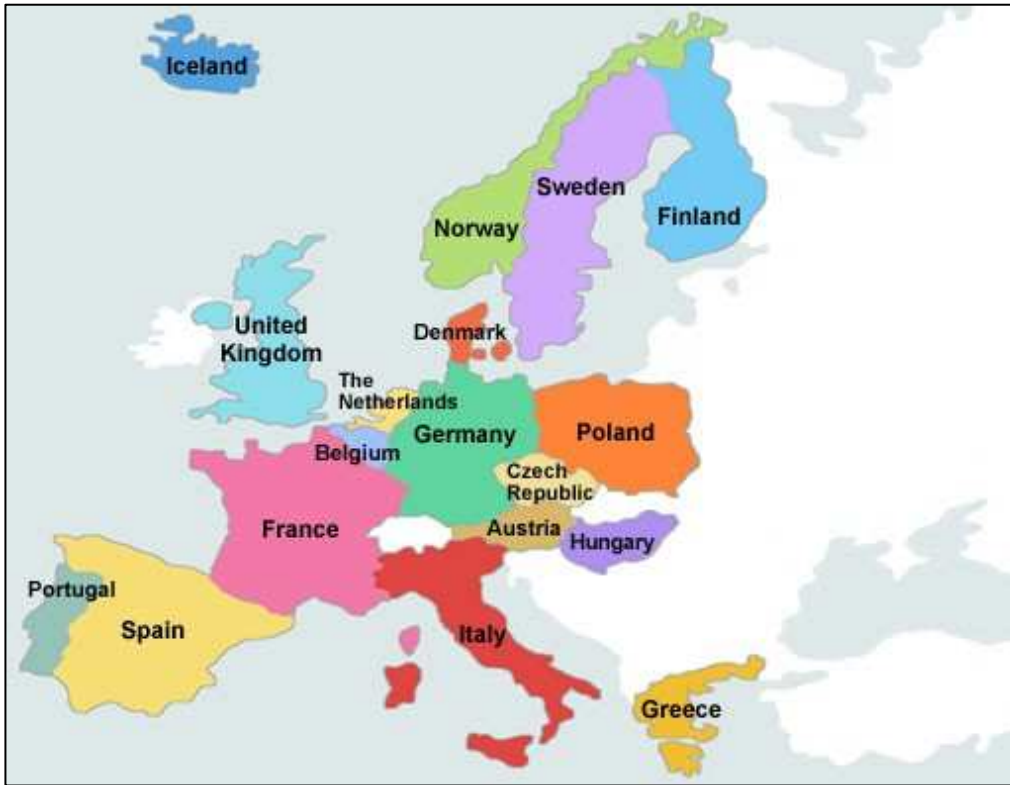 Iceland
Sweden
Finland
Norway
United
Kingdom
Denmark
The
Netherlands
Germany
Poland
Belgium
Czech
Republic
France
Austria
Hungary
Portugal
Spain
Italy
Greece